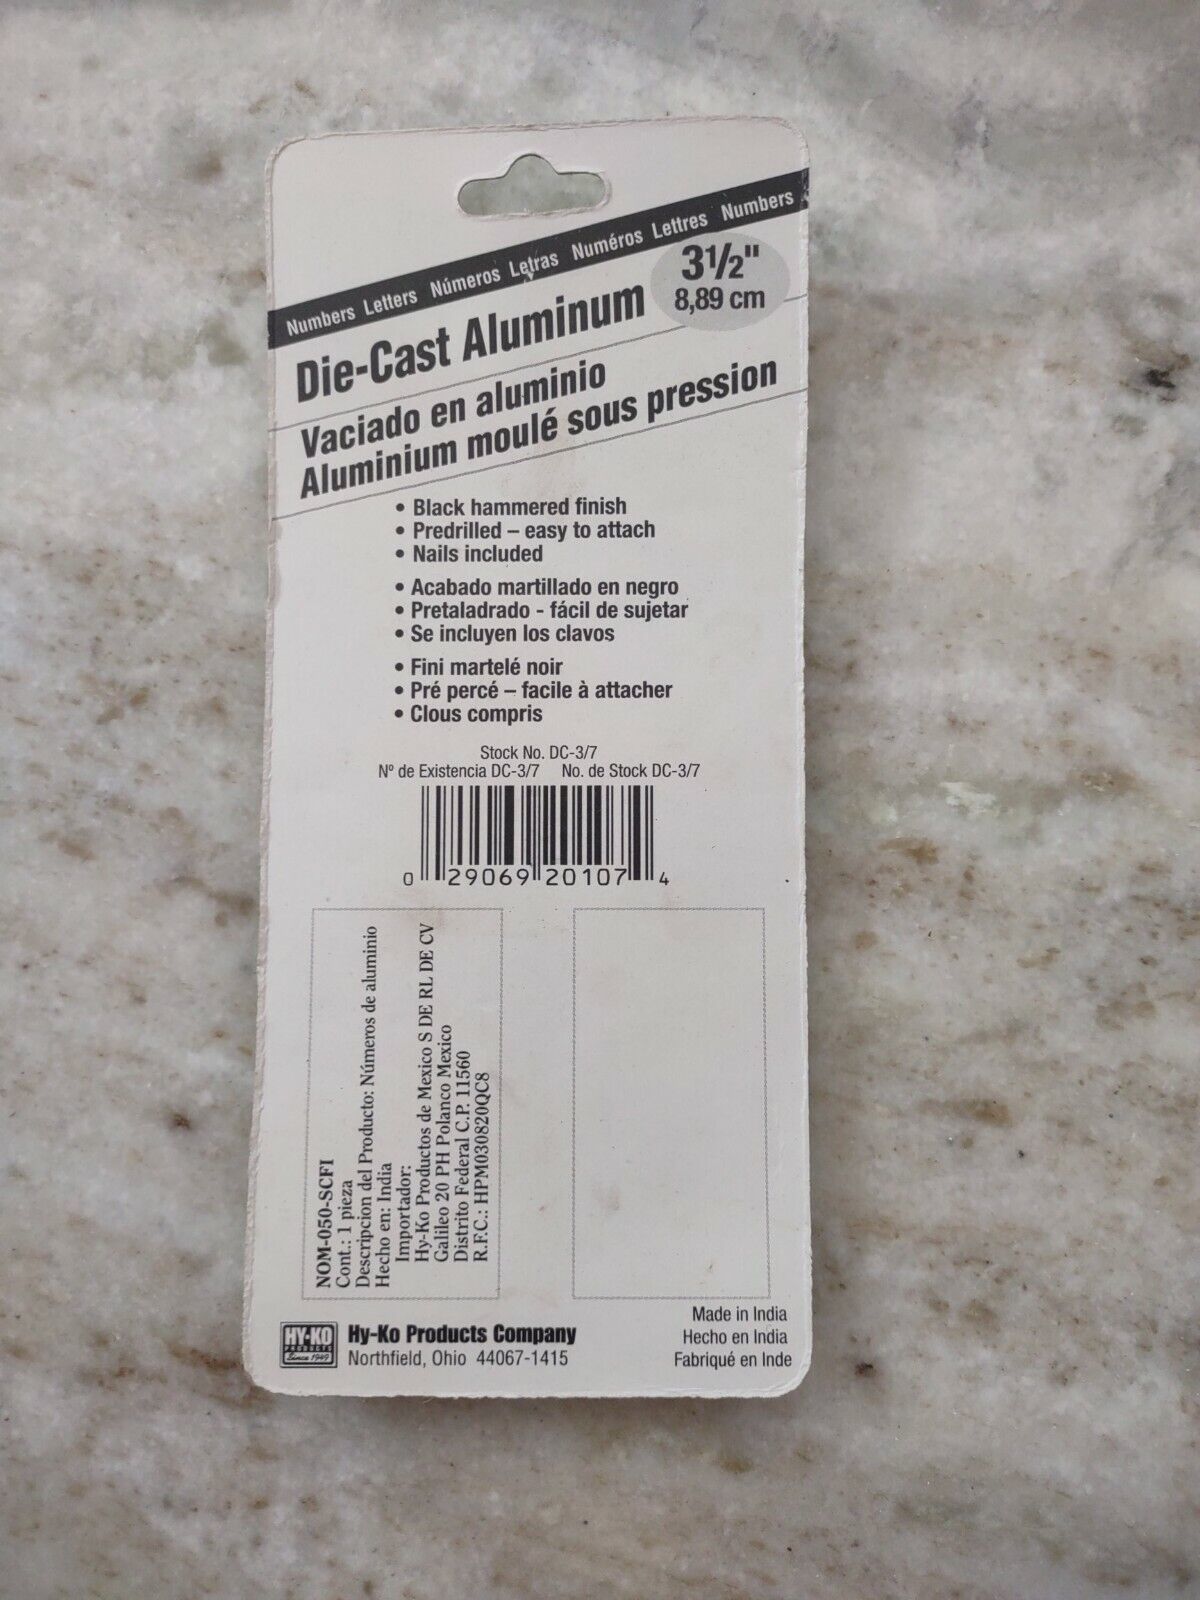 Numbers Letters Números Letras Numéros Lettres Numbers
3½"
8,89 cm
Die-Cast Aluminum
Vaciado en aluminio
Aluminium moulé sous pression
• Black hammered finish
• Predrilled – easy to attach
• Nails included
• Acabado martillado en negro
• Pretaladrado - fácil de sujetar
• Se incluyen los clavos
• Fini martelé noir
• Pré percé – facile à attacher
• Clous compris
Stock No. DC-3/7
Nº de Existencia DC-3/7 No. de Stock DC-3/7
0 29069 20107 4
NOM-050-SCFI
Cont.: 1 pieza
Descripcion del Producto: Números de aluminio
Hecho en: India
Importador:
Hy-Ko Productos de Mexico S DE RL DE CV
Galileo 20 PH Polanco Mexico
Distrito Federal C.P. 11560
R.F.C.: HPM030820QC8
HY-KO
PRODUCTS
Since 1949
Hy-Ko Products Company
Northfield, Ohio 44067-1415
Made in India
Hecho en India
Fabriqué en Inde